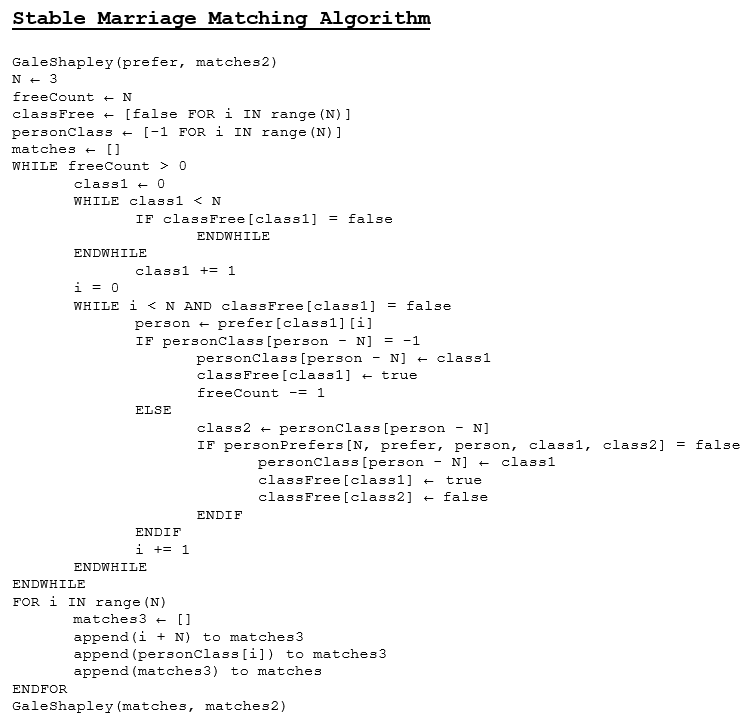 Stable Marriage Matching Algorithm
GaleShapley(prefer, matches2)
N ← 3
freeCount ← N
classFree ← [false FOR i IN range(N)]
personClass ← [-1 FOR i IN range(N)]
matches ← []
WHILE freeCount > 0
class1 ← 0
WHILE class1 < N
IF classFree[class1] = false
ENDWHILE
ENDWHILE
class1 += 1
i = 0
WHILE i < N AND classFree[class1] = false
person ← prefer[class1][i]
IF personClass[person - N] = -1
personClass[person - N] ← class1
classFree[class1] ← true
freeCount -= 1
ELSE
class2 ← personClass[person - N]
IF personPrefers[N, prefer, person, class1, class2] = false
personClass[person - N] ← class1
classFree[class1] ← true
classFree[class2] ← false
ENDIF
ENDIF
i += 1
ENDWHILE
ENDWHILE
FOR i IN range(N)
matches3 ← []
append(i + N) to matches3
append(personClass[i]) to matches3
append(matches3) to matches
ENDFOR
GaleShapley(matches, matches2)